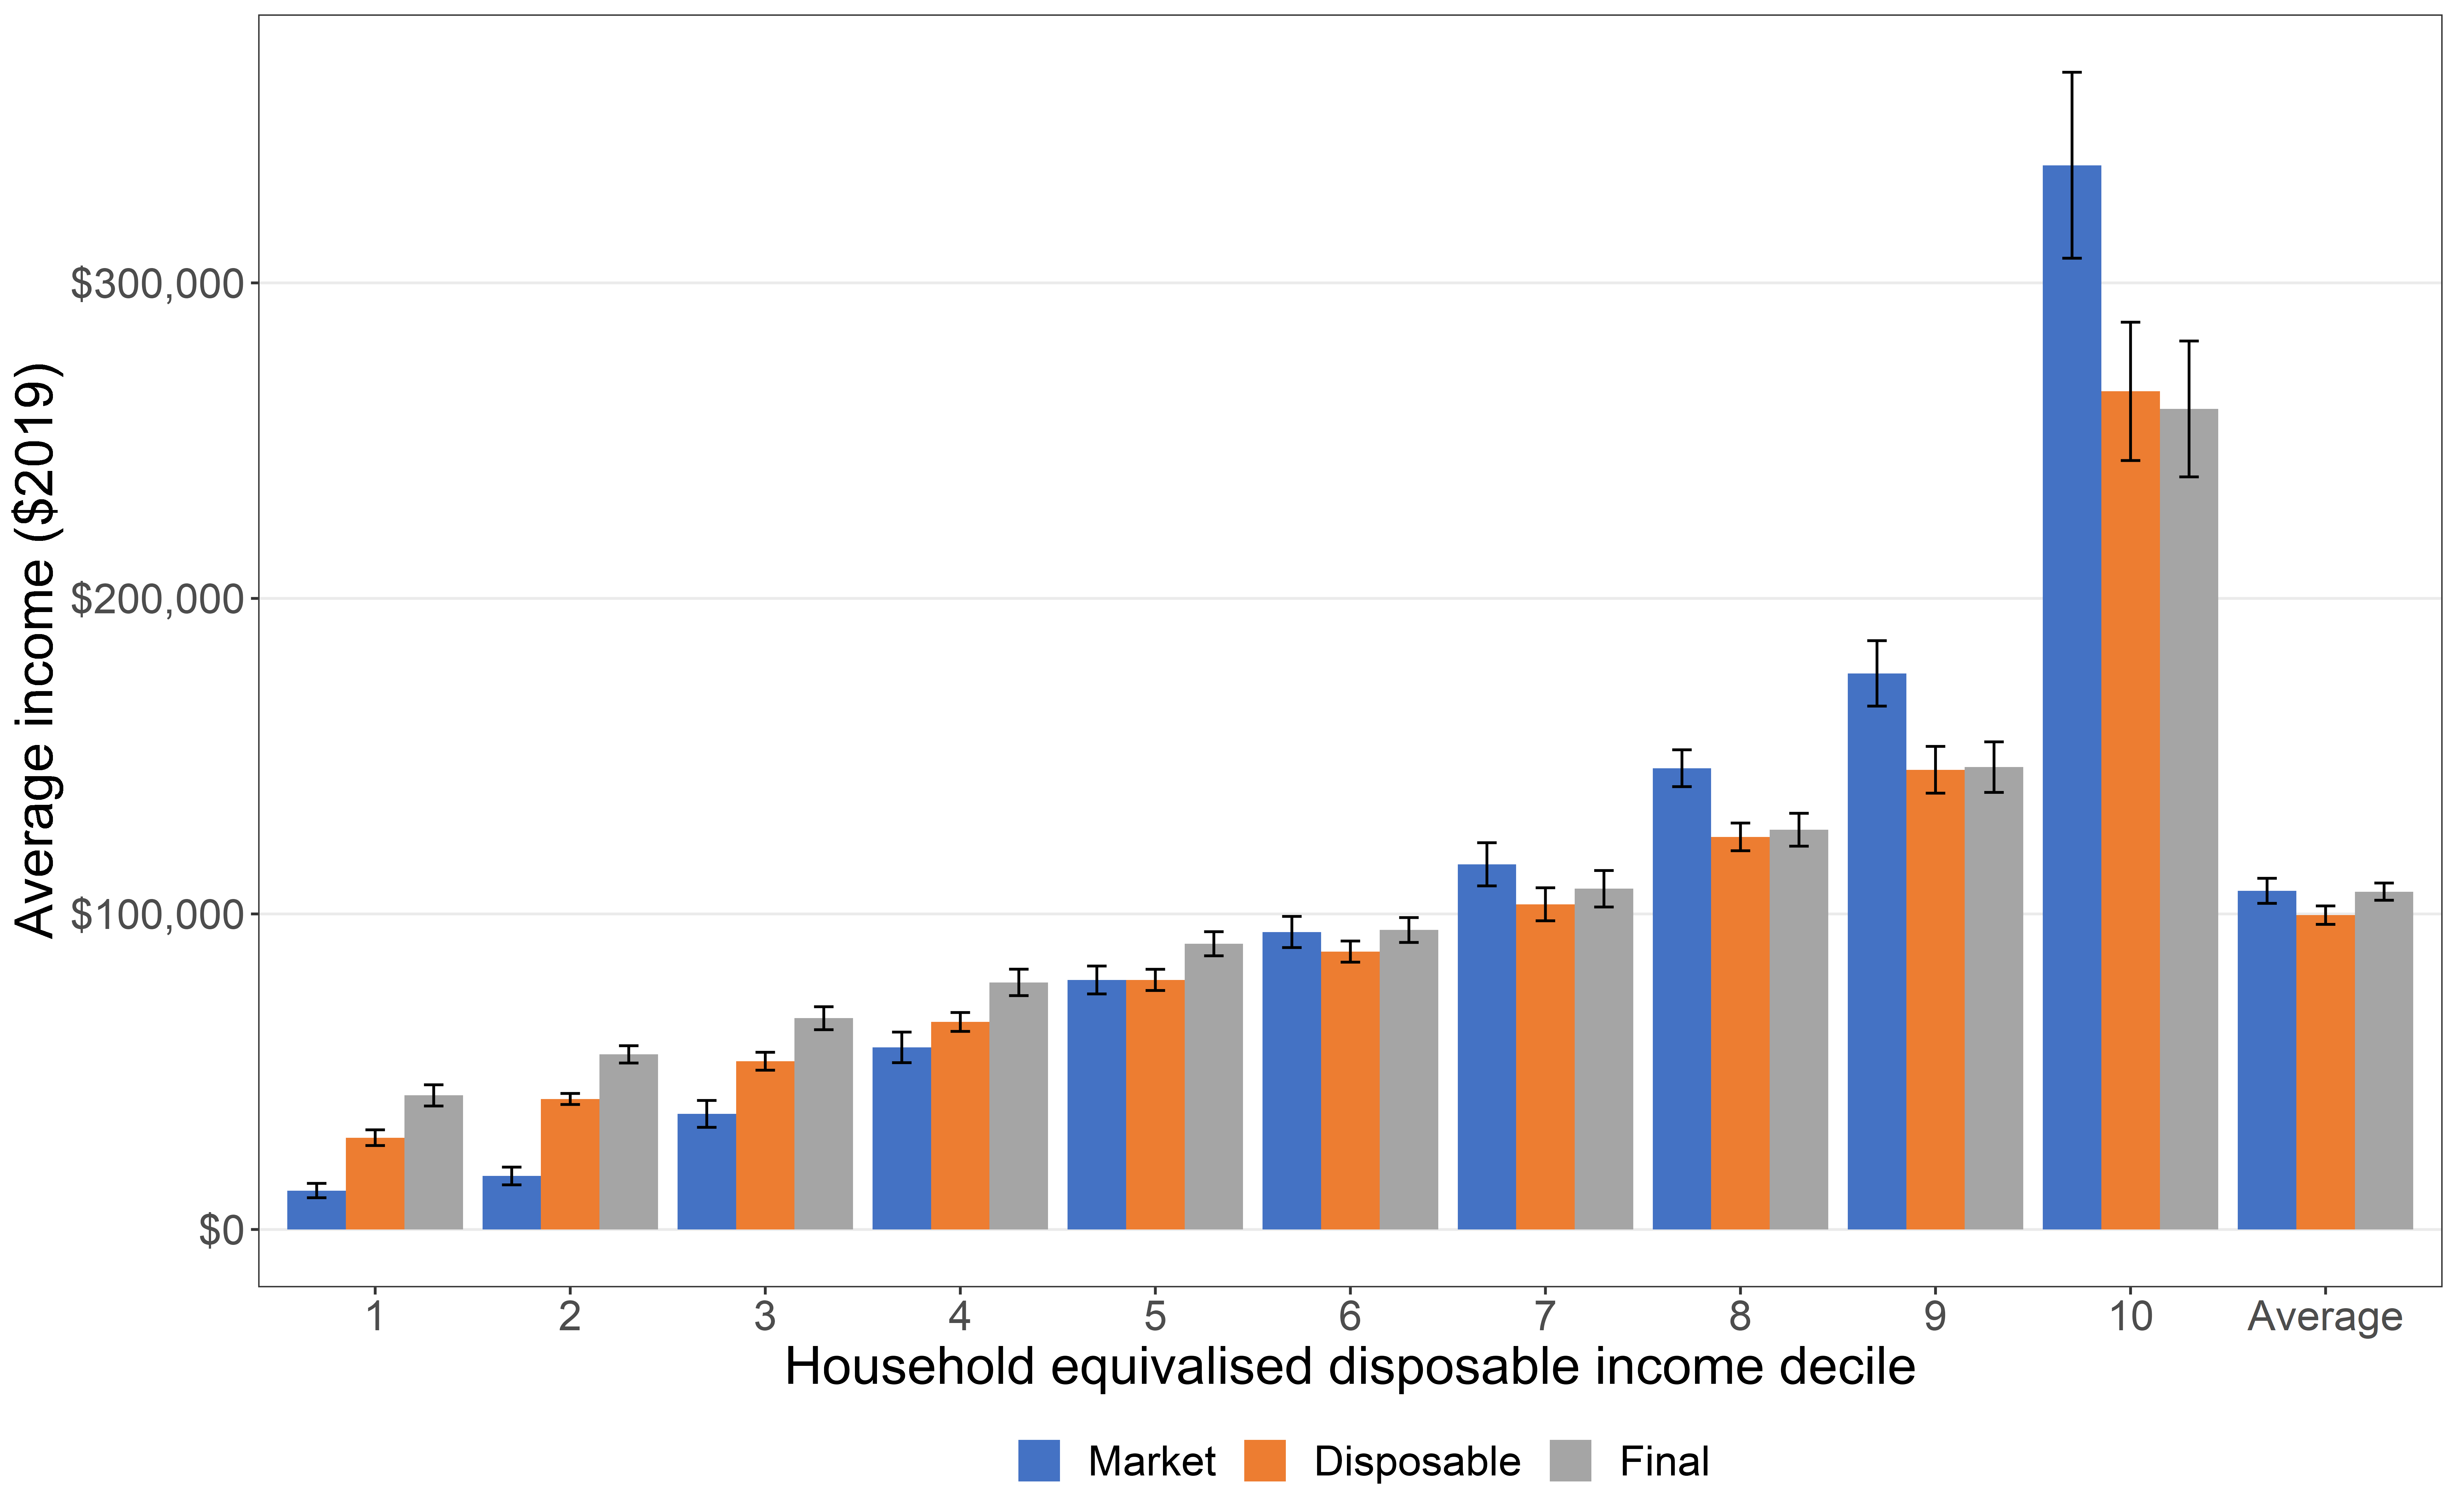 Average income ($2019)
$300,000
$200,000
$100,000
$0
1 2 3 4 5 6 7 8 9 10 Average
Household equivalised disposable income decile
Market Disposable Final